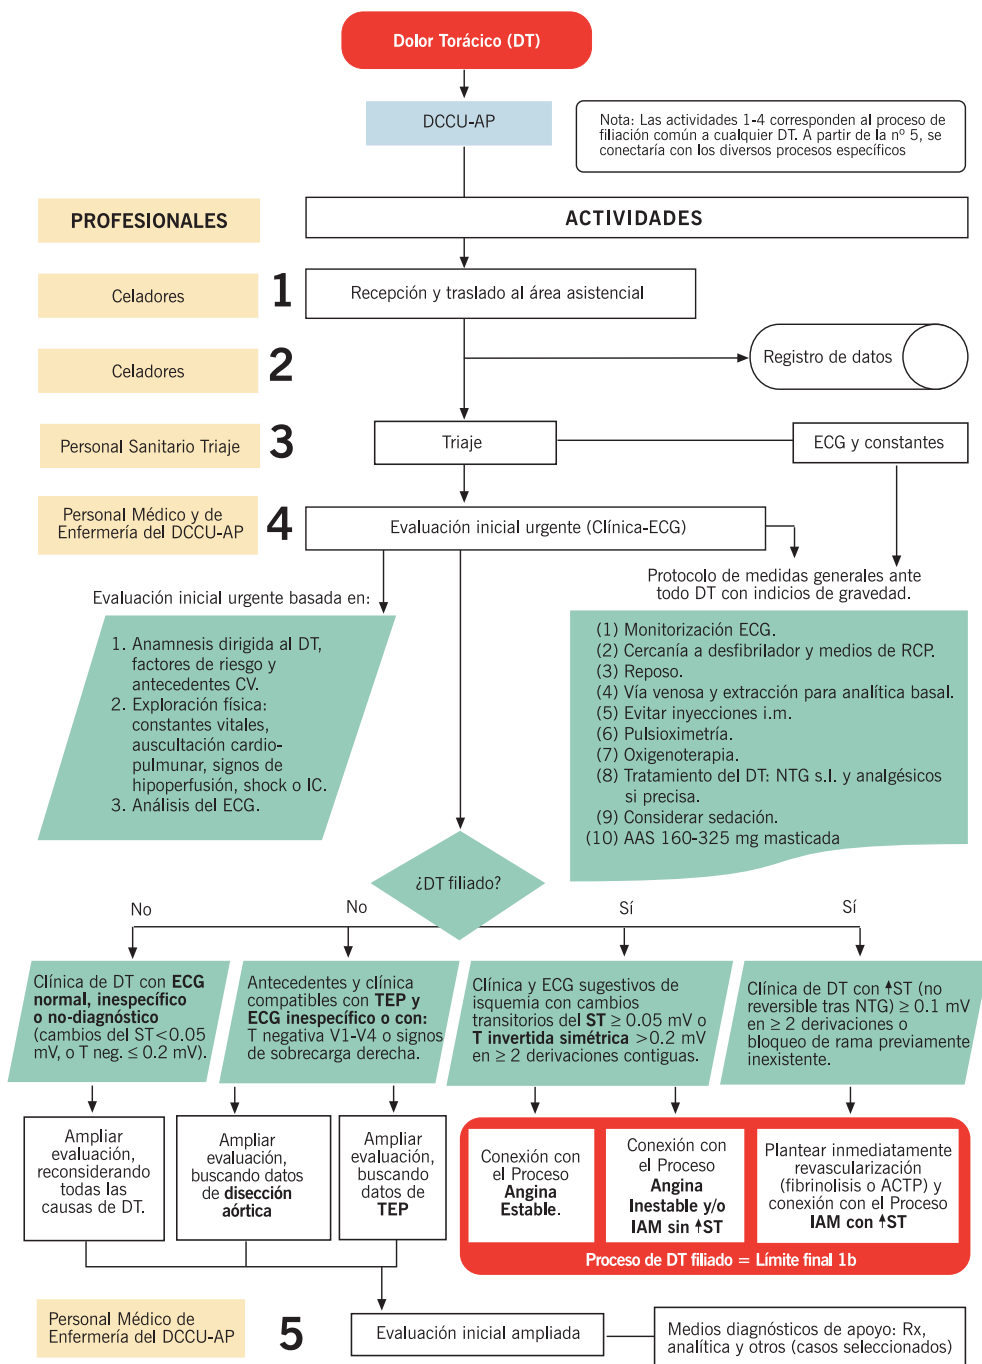 Dolor Torácico (DT)
DCCU-AP
Nota: Las actividades 1-4 corresponden al proceso de
filiación común a cualquier DT. A partir de la nº 5, se
conectaría con los diversos procesos específicos
PROFESIONALES
ACTIVIDADES
Celadores
1
Recepción y traslado al área asistencial
Celadores
2
Registro de datos
Personal Sanitario Triaje
3
Triaje
ECG y constantes
Personal Médico y de
Enfermería del DCCU-AP
4
Evaluación inicial urgente (Clínica-ECG)
Evaluación inicial urgente basada en:
1. Anamnesis dirigida al DT,
factores de riesgo y
antecedentes CV.
2. Exploración física:
constantes vitales,
auscultación cardio-
pulmunar, signos de
hipoperfusión, shock o IC.
3. Análisis del ECG.
Protocolo de medidas generales ante
todo DT con indicios de gravedad.
(1) Monitorización ECG.
(2) Cercanía a desfibrilador y medios de RCP.
(3) Reposo.
(4) Vía venosa y extracción para analítica basal.
(5) Evitar inyecciones i.m.
(6) Pulsioximetría.
(7) Oxigenoterapia.
(8) Tratamiento del DT: NTG s.l. y analgésicos
si precisa.
(9) Considerar sedación.
(10) AAS 160-325 mg masticada
¿DT filiado?
No
No
Sí
Sí
Clínica de DT con ECG
normal, inespecífico
o no-diagnóstico
(cambios del ST<0.05
mV, o T neg. ≤ 0.2 mV).
Antecedentes y clínica
compatibles con TEP y
ECG inespecífico o con:
T negativa V1-V4 o signos
de sobrecarga derecha.
Clínica y ECG sugestivos de
isquemia con cambios
transitorios del ST ≥ 0.05 mV o
T invertida simétrica >0.2 mV
en ≥ 2 derivaciones contiguas.
Clínica de DT con ↑ST (no
reversible tras NTG) ≥ 0.1 mV
en ≥ 2 derivaciones o
bloqueo de rama previamente
inexistente.
Ampliar
evaluación,
reconsiderando
todas las
causas de DT.
Ampliar
evaluación,
buscando datos
de disección
aórtica
Ampliar
evaluación,
buscando
datos de
TEP
Conexión con
el Proceso
Angina
Estable.
Conexión con
el Proceso
Angina
Inestable y/o
IAM sin ↑ST
Plantear inmediatamente
revascularización
(fibrinolisis o ACTP) y
conexión con el Proceso
IAM con ↑ST
Proceso de DT filiado = Límite final 1b
Personal Médico de
Enfermería del DCCU-AP
5
Evaluación inicial ampliada
Medios diagnósticos de apoyo: Rx,
analítica y otros (casos seleccionados)